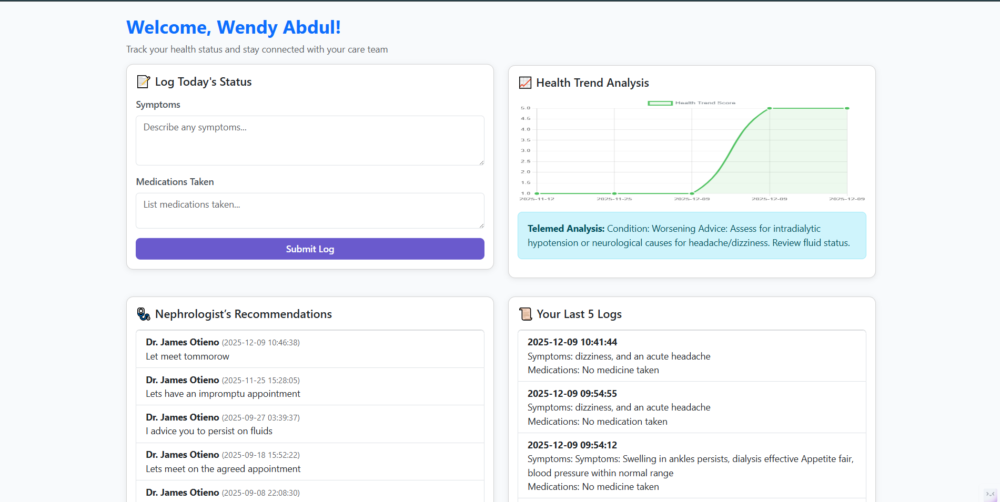 Welcome, Wendy Abdul!
Track your health status and stay connected with your care team
Log Today's Status
Symptoms
Describe any symptoms...
Medications Taken
List medications taken...
Submit Log
Health Trend Analysis
Health Trend Score
5.0
4.5
4.0
3.5
3.0
2.5
2.0
1.5
1.0
2025-11-12 2025-11-25 2025-12-09 2025-12-09 2025-12-09
Telemed Analysis: Condition: Worsening Advice: Assess for intradialytic
hypotension or neurological causes for headache/dizziness. Review fluid status.
Nephrologist’s Recommendations
Dr. James Otieno (2025-12-09 10:46:38)
Let meet tommorow
Dr. James Otieno (2025-11-25 15:28:05)
Lets have an impromptu appointment
Dr. James Otieno (2025-09-27 03:39:37)
I advice you to persist on fluids
Dr. James Otieno (2025-09-18 15:52:22)
Lets meet on the agreed appointment
Dr. James Otieno (2025-09-08 22:08:30)
Your Last 5 Logs
2025-12-09 10:41:44
Symptoms: dizziness, and an acute headache
Medications: No medicine taken
2025-12-09 09:54:55
Symptoms: dizziness, and an acute headache
Medications: No medication taken
2025-12-09 09:54:12
Symptoms: Symptoms: Swelling in ankles persists, dialysis effective Appetite fair,
blood pressure within normal range
Medications: No medicine taken